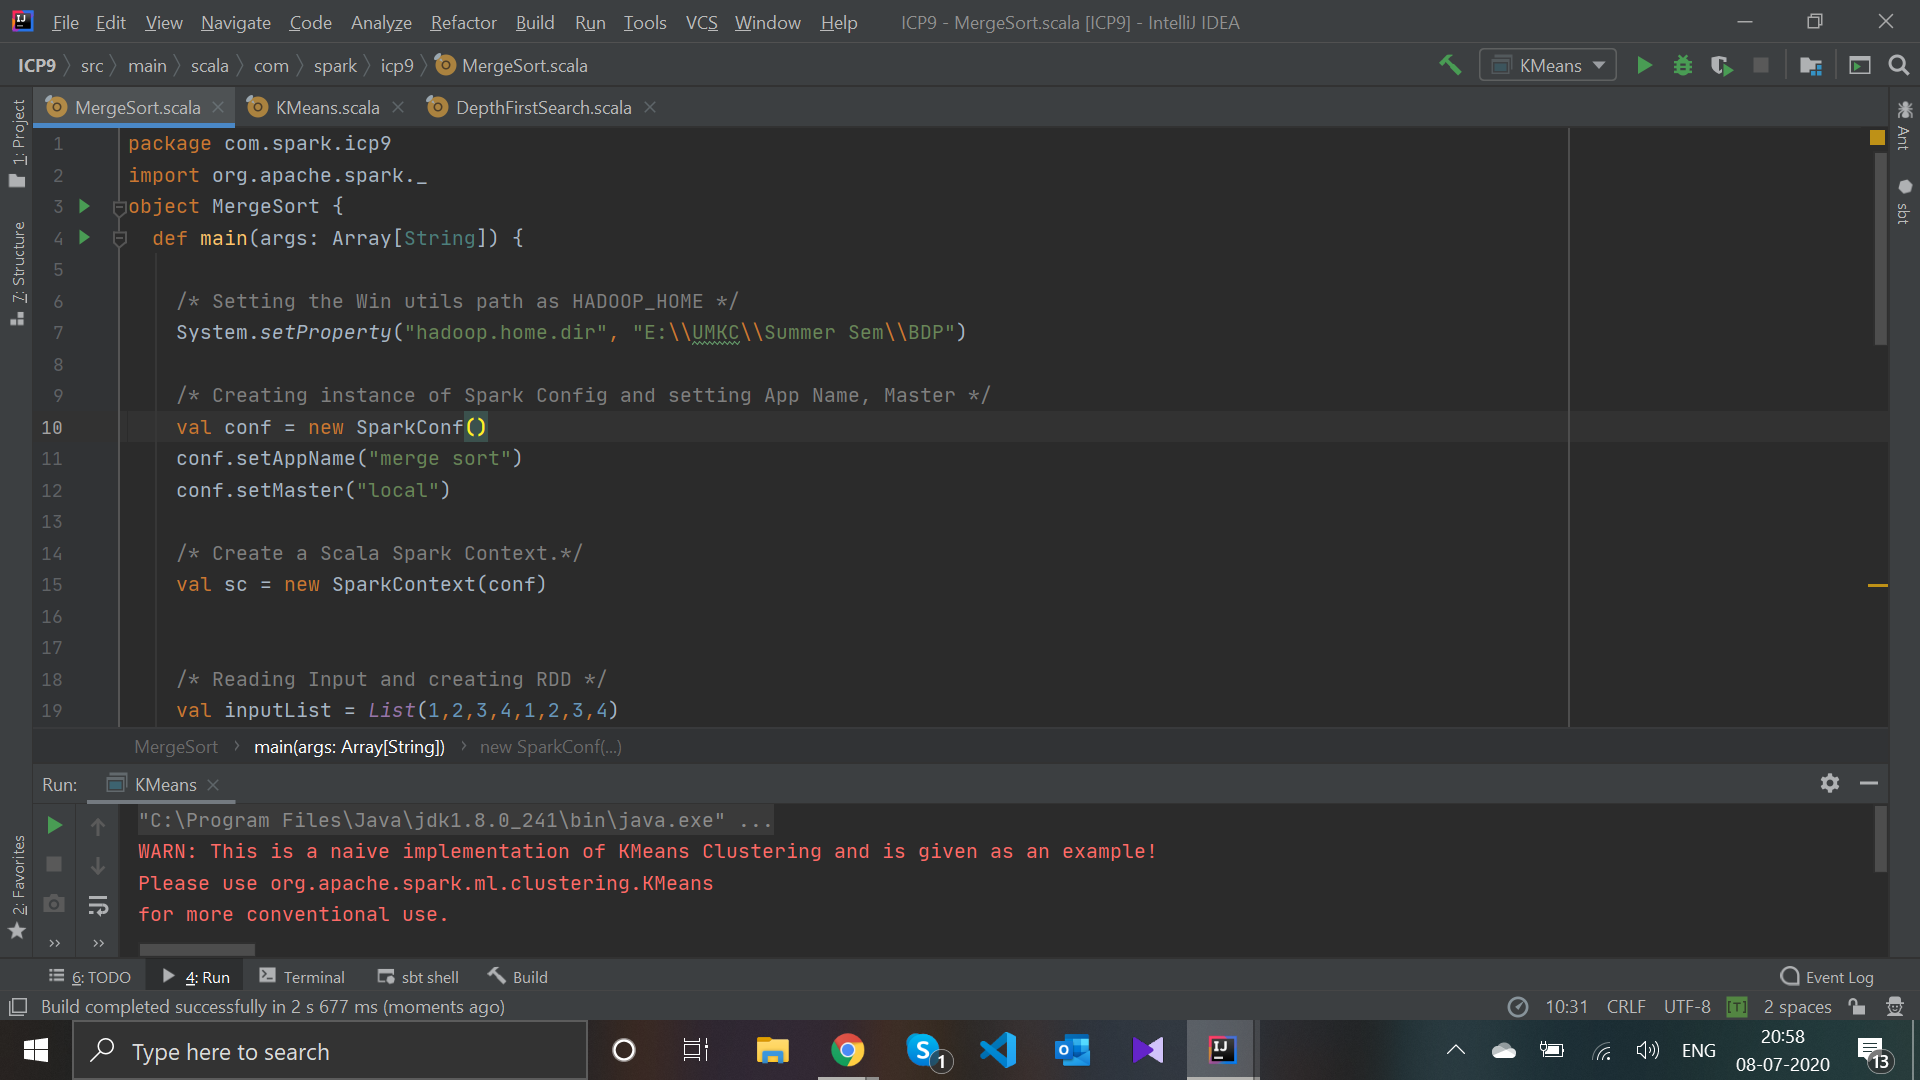 File Edit View Navigate Code Analyze Refactor Build Run Tools VCS Window Help ICP9 - MergeSort.scala [ICP9] - IntelliJ IDEA
ICP9 src main scala com spark icp9 MergeSort.scala KMeans
MergeSort.scala KMeans.scala DepthFirstSearch.scala
1: Project
7: Structure
2: Favorites
Ant
sbt
1 package com.spark.icp9
2 import org.apache.spark._
3 object MergeSort {
4 def main(args: Array[String]) {
5
6 /* Setting the Win utils path as HADOOP_HOME */
7 System.setProperty("hadoop.home.dir", "E:\\UMKC\\Summer Sem\\BDP")
8
9 /* Creating instance of Spark Config and setting App Name, Master */
10 val conf = new SparkConf()
11 conf.setAppName("merge sort")
12 conf.setMaster("local")
13
14 /* Create a Scala Spark Context.*/
15 val sc = new SparkContext(conf)
16
17
18 /* Reading Input and creating RDD */
19 val inputList = List(1,2,3,4,1,2,3,4)
MergeSort › main(args: Array[String]) › new SparkConf(...)
Run: KMeans
"C:\Program Files\Java\jdk1.8.0_241\bin\java.exe" ...
WARN: This is a naive implementation of KMeans Clustering and is given as an example!
Please use org.apache.spark.ml.clustering.KMeans
for more conventional use.
6: TODO 4: Run Terminal sbt shell Build Event Log
Build completed successfully in 2 s 677 ms (moments ago) 10:31 CRLF UTF-8 [T] 2 spaces
Type here to search S 1 IJ ENG 20:58
08-07-2020 13